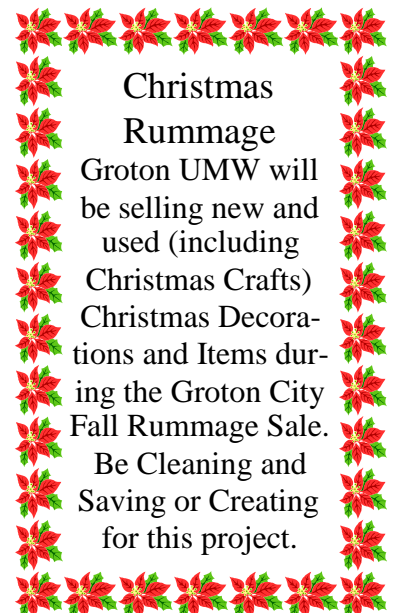 Christmas
Rummage
Groton UMW will
be selling new and
used (including
Christmas Crafts)
Christmas Decora-
tions and Items dur-
ing the Groton City
Fall Rummage Sale.
Be Cleaning and
Saving or Creating
for this project.